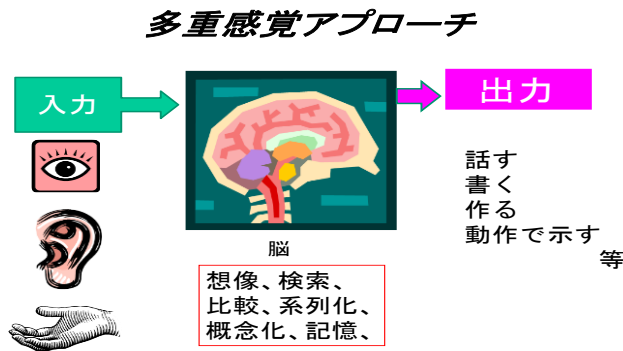 多重感覚アプローチ
入力
出力
話す
書く
作る
動作で示す
等
脳
想像、検索、
比較、系列化、
概念化、記憶、